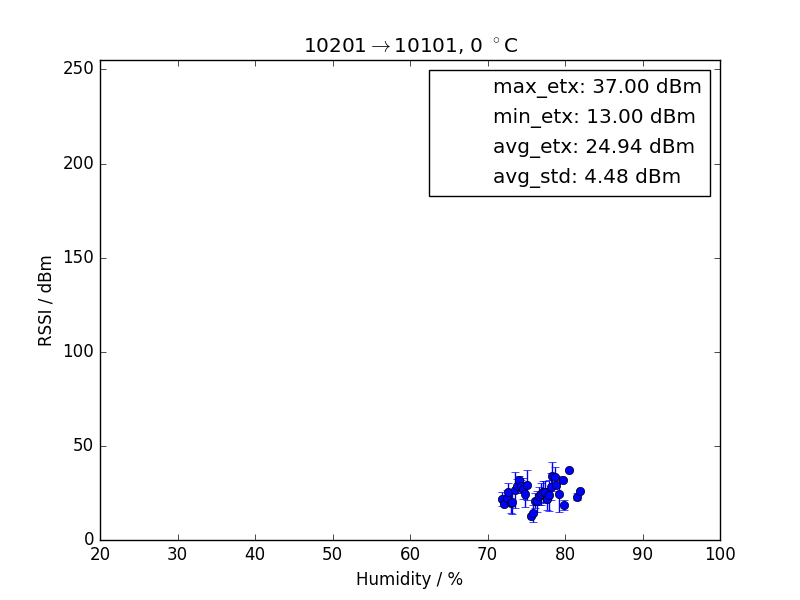 10201→10101, 0 °C
max_etx: 37.00 dBm
min_etx: 13.00 dBm
avg_etx: 24.94 dBm
avg_std: 4.48 dBm
250
200
150
100
50
0
RSSI / dBm
20 30 40 50 60 70 80 90 100
Humidity / %